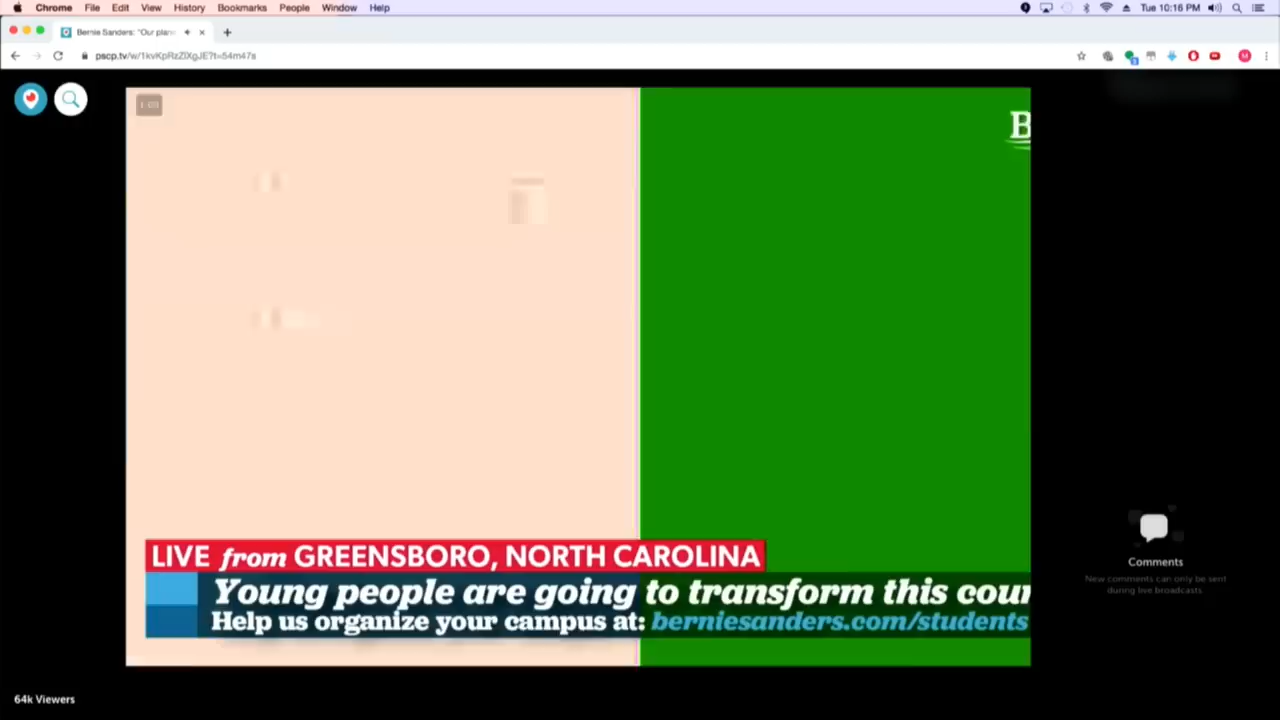 Chrome File Edit View History Bookmarks People Window Help Tue 10:16 PM
Bernie Sanders: "Our plan
pscp.tv/w/1kvKpRzZlXgJE?t=54m47s
B
LIVE from GREENSBORO, NORTH CAROLINA
Young people are going to transform this cour
Help us organize your campus at: berniesanders.com/students
Comments
New comments can only be sent
during live broadcasts
64k Viewers